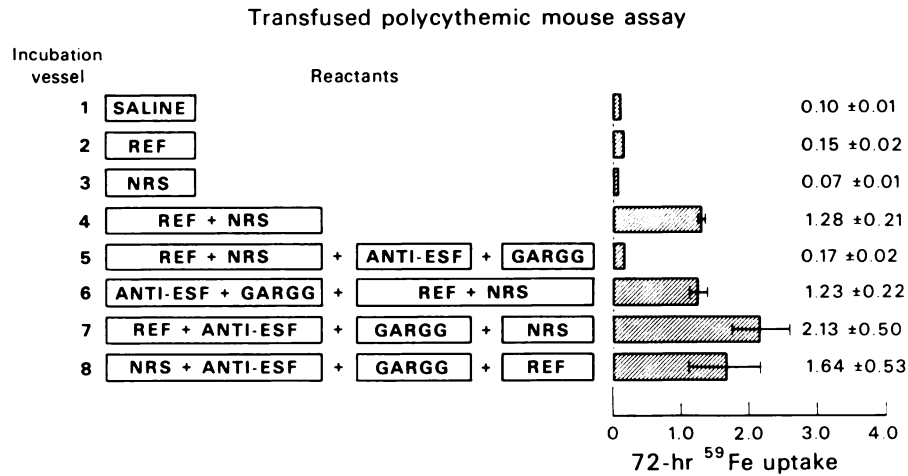 Transfused polycythemic mouse assay
Incubation
vessel
Reactants
1 SALINE 0.10 ±0.01
2 REF 0.15 ±0.02
3 NRS 0.07 ±0.01
4 REF + NRS 1.28 ±0.21
5 REF + NRS + ANTI-ESF + GARGG 0.17 ±0.02
6 ANTI-ESF + GARGG + REF + NRS 1.23 ±0.22
7 REF + ANTI-ESF + GARGG + NRS 2.13 ±0.50
8 NRS + ANTI-ESF + GARGG + REF 1.64 ±0.53
0 1.0 2.0 3.0 4.0
72-hr ⁵⁹Fe uptake